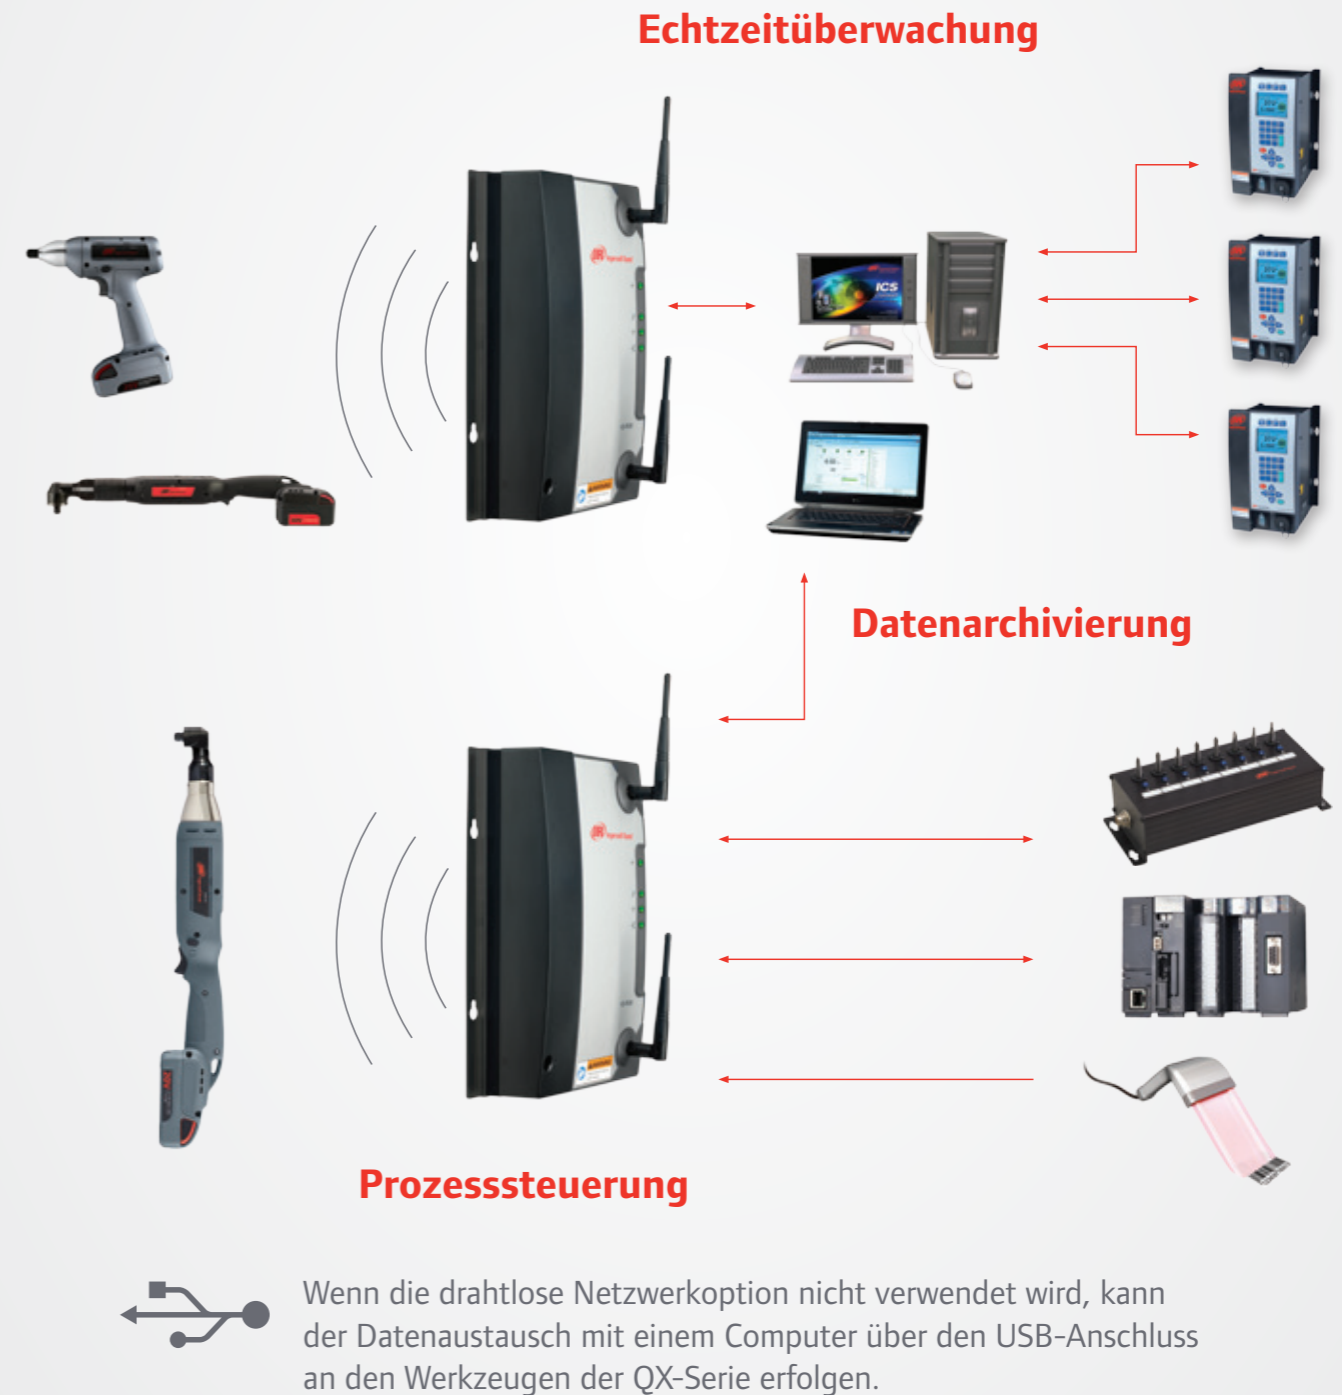 Echtzeitüberwachung
ICS
Datenarchivierung
Prozesssteuerung
Wenn die drahtlose Netzwerkoption nicht verwendet wird, kann
der Datenaustausch mit einem Computer über den USB-Anschluss
an den Werkzeugen der QX-Serie erfolgen.